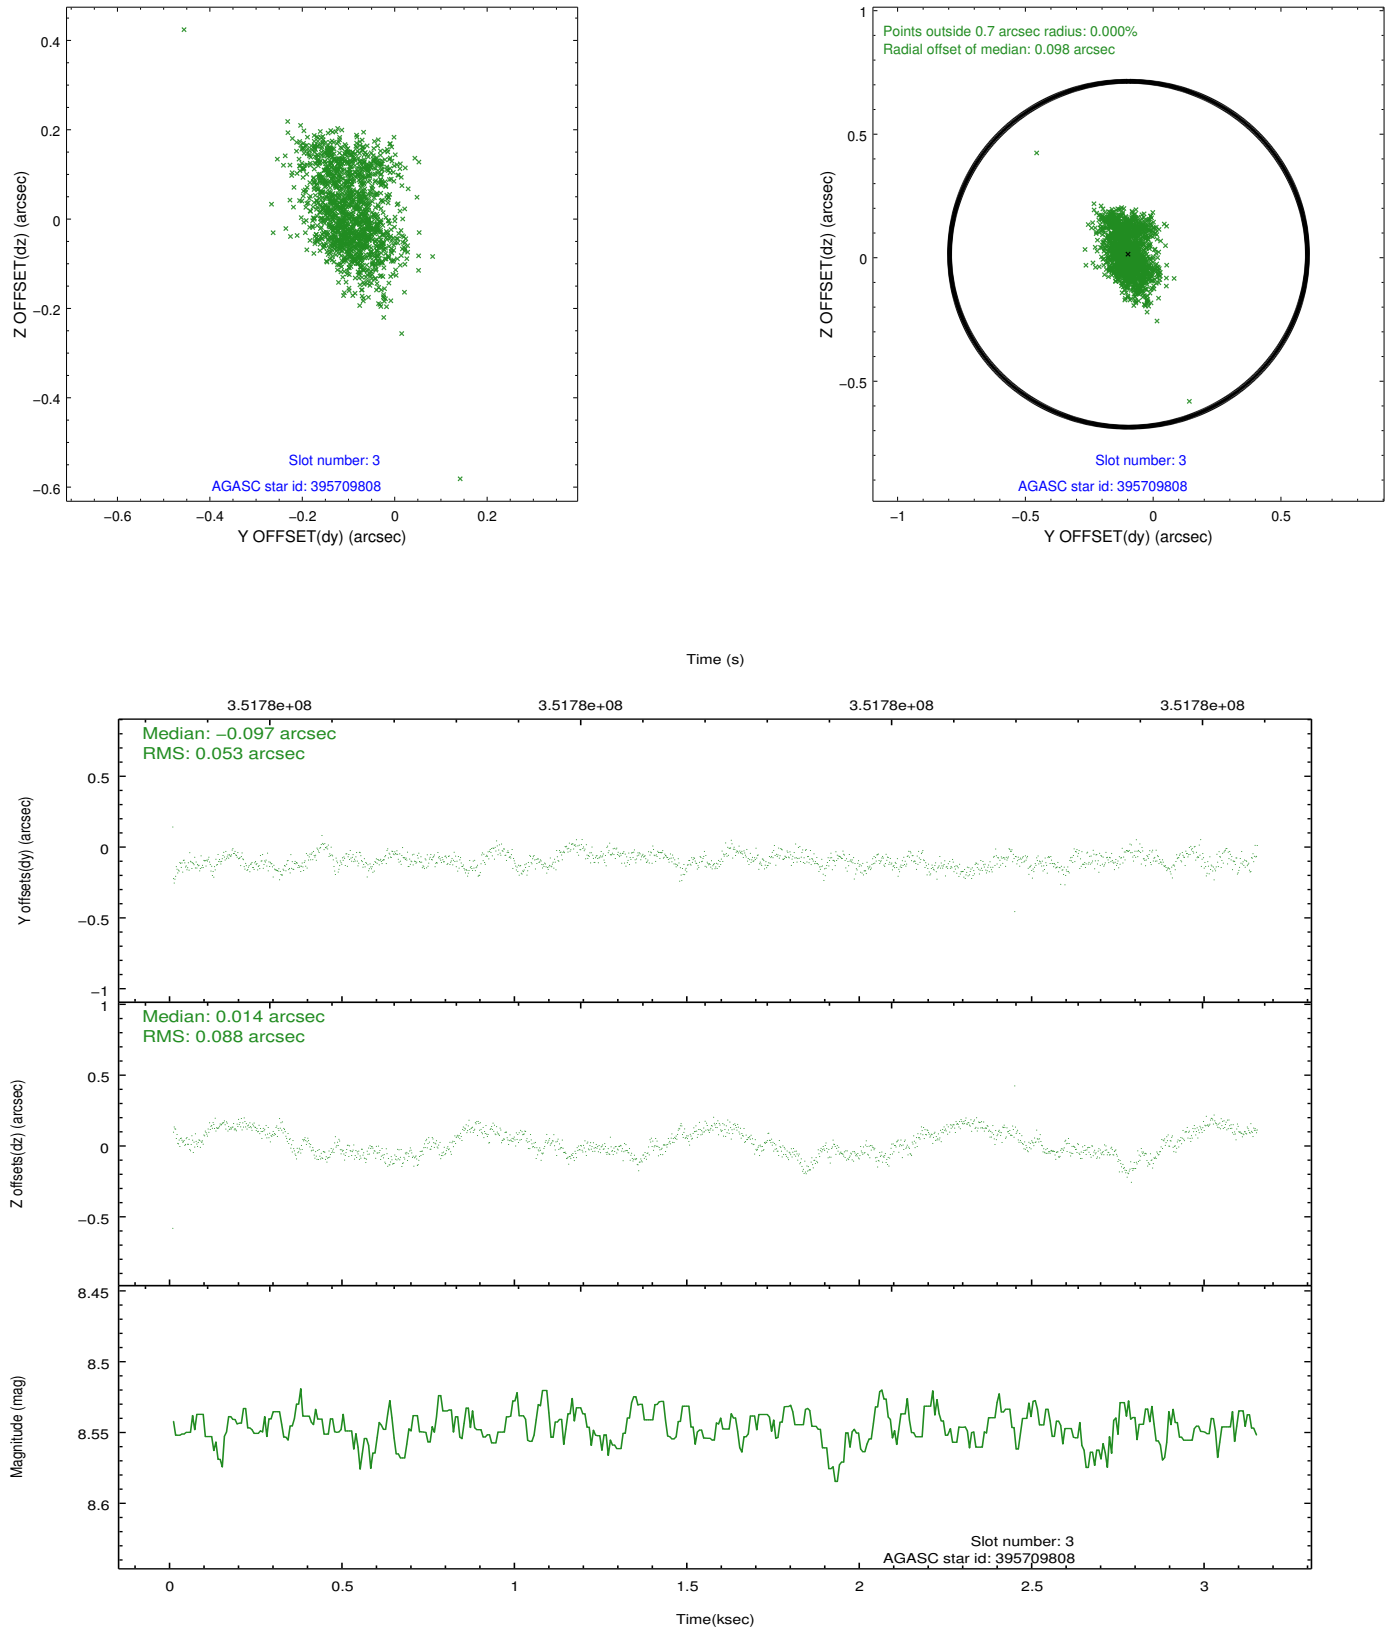 0.4
0.2
0
−0.2
−0.4
−0.6
Z OFFSET(dz) (arcsec)
Slot number: 3
AGASC star id: 395709808
−0.6
−0.4
−0.2
0
0.2
Y OFFSET(dy) (arcsec)
Points outside 0.7 arcsec radius: 0.000%
Radial offset of median: 0.098 arcsec
1
0.5
0
−0.5
Z OFFSET(dz) (arcsec)
Slot number: 3
AGASC star id: 395709808
−1
−0.5
0
0.5
Y OFFSET(dy) (arcsec)
Time (s)
3.5178e+08
3.5178e+08
3.5178e+08
3.5178e+08
Median: −0.097 arcsec
RMS: 0.053 arcsec
0.5
0
−0.5
−1
Y offsets(dy) (arcsec)
Median: 0.014 arcsec
RMS: 0.088 arcsec
1
0.5
0
−0.5
Z offsets(dz) (arcsec)
8.45
8.5
8.55
8.6
Magnitude (mag)
Slot number: 3
AGASC star id: 395709808
0
0.5
1
1.5
2
2.5
3
Time(ksec)